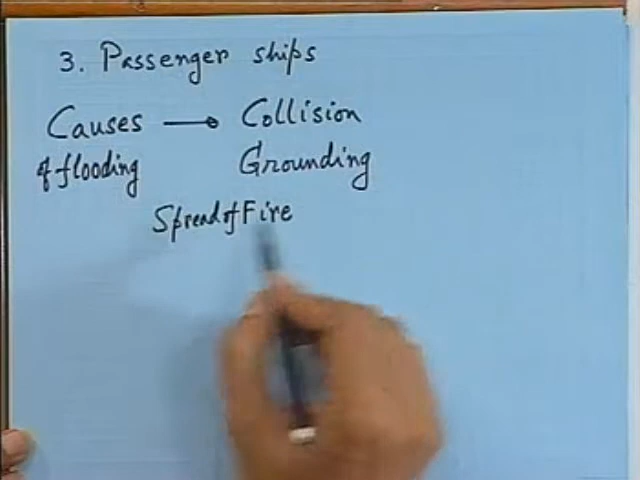 3. Passenger ships
Causes → Collision
of flooding Grounding
Spread of Fire